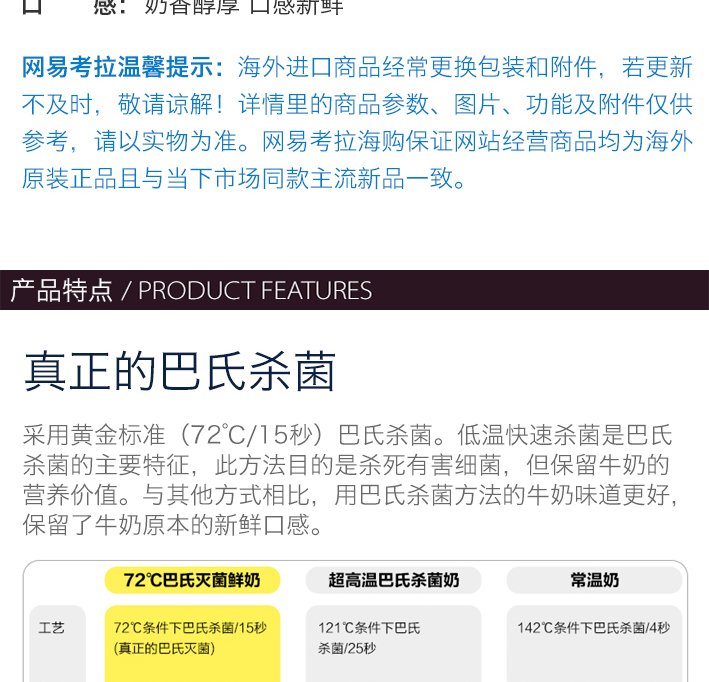 口 感：奶香醇厚 口感新鲜
网易考拉温馨提示：海外进口商品经常更换包装和附件，若更新
不及时，敬请谅解！详情里的商品参数、图片、功能及附件仅供
参考，请以实物为准。网易考拉海购保证网站经营商品均为海外
原装正品且与当下市场同款主流新品一致。
产品特点 / PRODUCT FEATURES
真正的巴氏杀菌
采用黄金标准（72℃/15秒）巴氏杀菌。低温快速杀菌是巴氏
杀菌的主要特征，此方法目的是杀死有害细菌，但保留牛奶的
营养价值。与其他方式相比，用巴氏杀菌方法的牛奶味道更好，
保留了牛奶原本的新鲜口感。
72℃巴氏灭菌鲜奶 超高温巴氏杀菌奶 常温奶
工艺 72℃条件下巴氏杀菌/15秒 121℃条件下巴氏 142℃条件下巴氏杀菌/4秒
(真正的巴氏灭菌) 杀菌/25秒